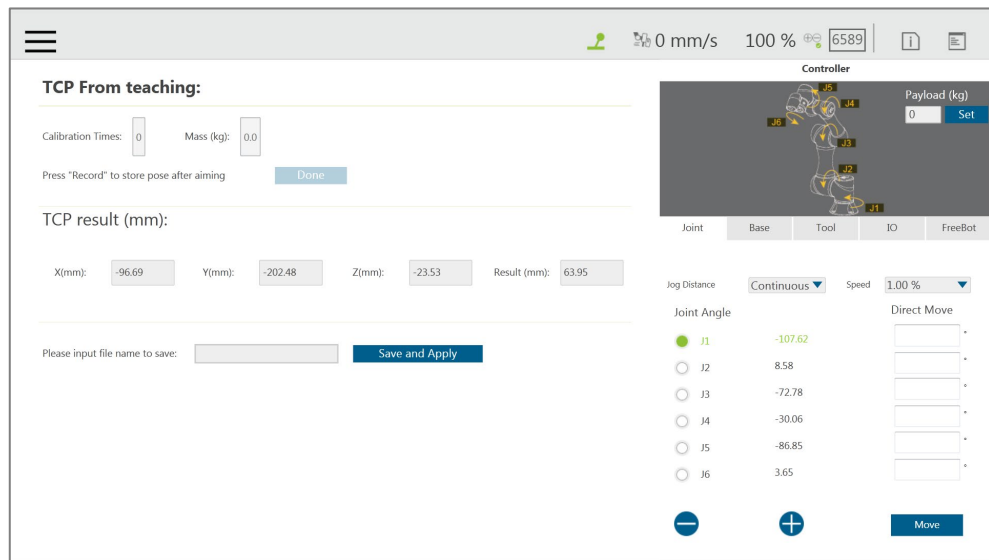 0 mm/s 100 % 6589
Controller
TCP From teaching:
Calibration Times: 0 Mass (kg): 0.0
Press "Record" to store pose after aiming Done
TCP result (mm):
X(mm): -96.69 Y(mm): -202.48 Z(mm): -23.53 Result (mm): 63.95
Please input file name to save: Save and Apply
J5
J4
J6
J3
J2
J1
Payload (kg)
0 Set
Joint Base Tool IO FreeBot
Jog Distance Continuous Speed 1.00 %
Joint Angle Direct Move
J1 -107.62 °
J2 8.58 °
J3 -72.78 °
J4 -30.06 °
J5 -86.85 °
J6 3.65 °
Move